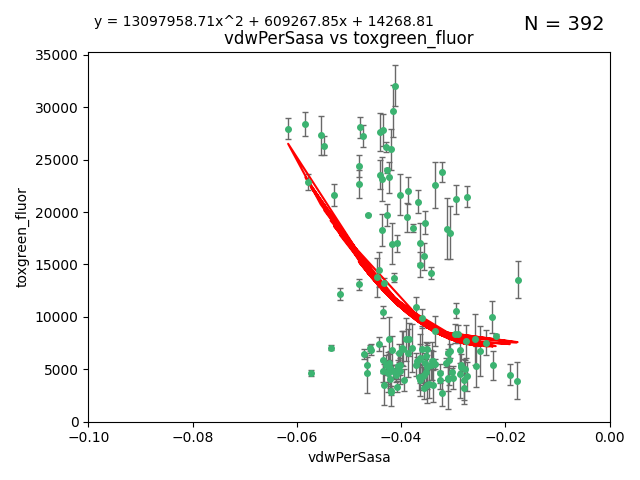 y = 13097958.71x^2 + 609267.85x + 14268.81
N = 392
vdwPerSasa vs toxgreen_fluor
35000
30000
25000
20000
15000
10000
5000
0
toxgreen_fluor
−0.10
−0.08
−0.06
−0.04
−0.02
0.00
vdwPerSasa